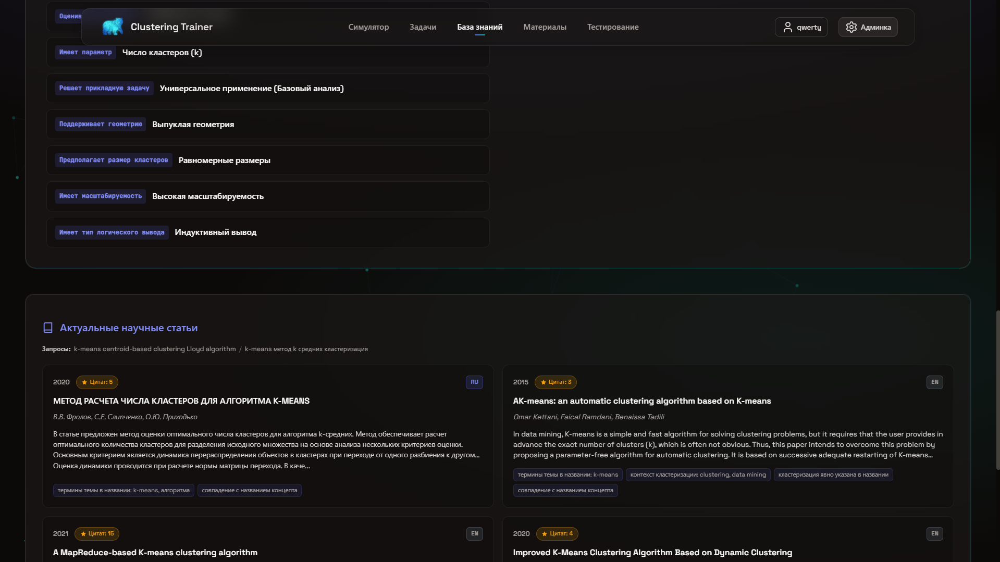 Оценив
Clustering Trainer
Симулятор
Задачи
База знаний
Материалы
Тестирование
qwerty
Админка
Имеет параметр Число кластеров (k)
Решает прикладную задачу Универсальное применение (Базовый анализ)
Поддерживает геометрию Выпуклая геометрия
Предполагает размер кластеров Равномерные размеры
Имеет масштабируемость Высокая масштабируемость
Имеет тип логического вывода Индуктивный вывод
Актуальные научные статьи
Запросы: k-means centroid-based clustering Lloyd algorithm / k-means метод k средних кластеризация
2020 Цитат: 5 RU
МЕТОД РАСЧЕТА ЧИСЛА КЛАСТЕРОВ ДЛЯ АЛГОРИТМА K-MEANS
В.В. Фролов, С.Е. Слипченко, О.Ю. Приходько
В статье предложен метод оценки оптимального числа кластеров для алгоритма k-средних. Метод обеспечивает расчет
оптимального количества кластеров для разделения исходного множества на основе анализа нескольких критериев оценки.
Основным критерием является динамика перераспределения объектов в кластерах при переходе от одного разбиения к другом...
Оценка динамики проводится при расчете нормы матрицы перехода. В каче...
термины темы в названии: k-means, алгоритма
совпадение с названием концепта
2015 Цитат: 3 EN
AK-means: an automatic clustering algorithm based on K-means
Omar Kettani, Faical Ramdani, Benaissa Tadili
In data mining, K-means is a simple and fast algorithm for solving clustering problems, but it requires that the user provides in
advance the exact number of clusters (k), which is often not obvious. Thus, this paper intends to overcome this problem by
proposing a parameter-free algorithm for automatic clustering. It is based on successive adequate restarting of K-means...
термины темы в названии: k-means
контекст кластеризации: clustering, data mining
кластеризация явно указана в названии
совпадение с названием концепта
2021 Цитат: 15 EN
A MapReduce-based K-means clustering algorithm
2020 Цитат: 4 EN
Improved K-Means Clustering Algorithm Based on Dynamic Clustering